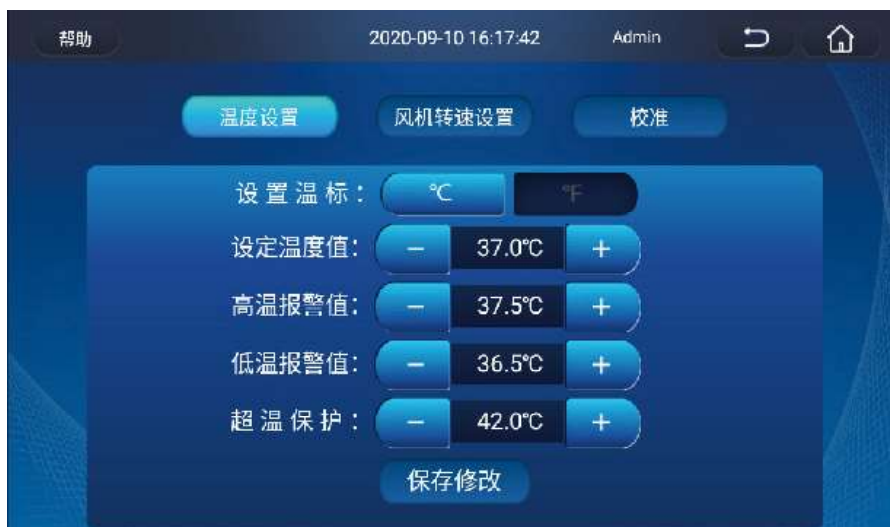 帮助 2020-09-10 16:17:42 Admin
温度设置 风机转速设置 校准
设置温标： ℃ ℉
设定温度值： － 37.0℃ ＋
高温报警值： － 37.5℃ ＋
低温报警值： － 36.5℃ ＋
超温保护： － 42.0℃ ＋
保存修改